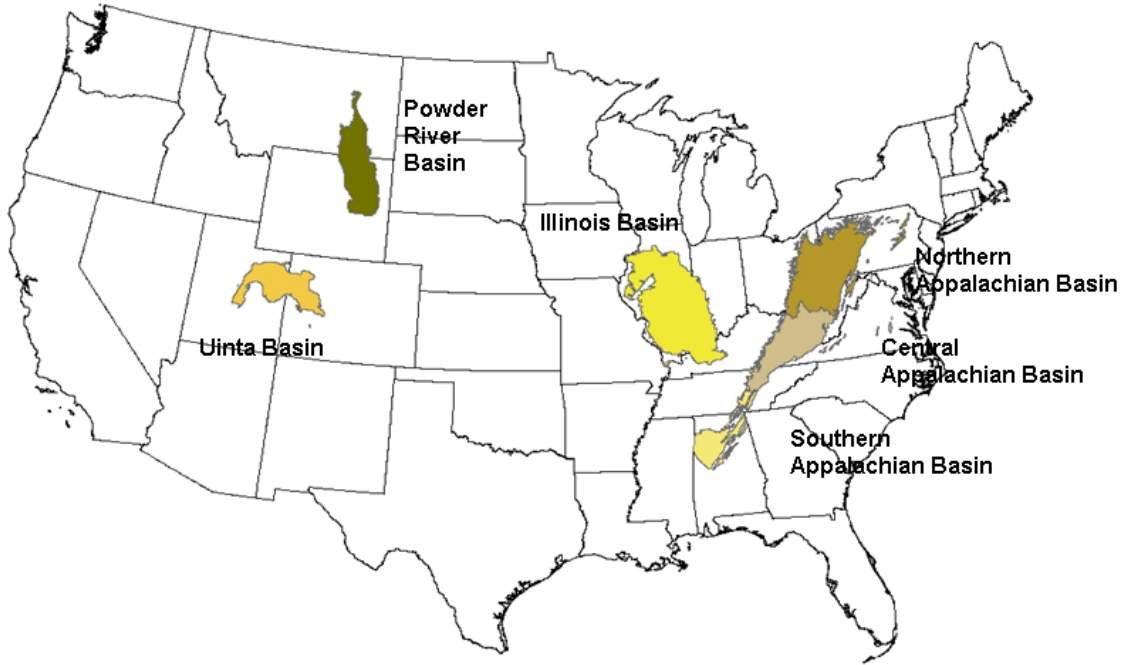 Powder
River
Basin
Illinois Basin
Northern
Appalachian Basin
Uinta Basin
Central
Appalachian Basin
Southern
Appalachian Basin